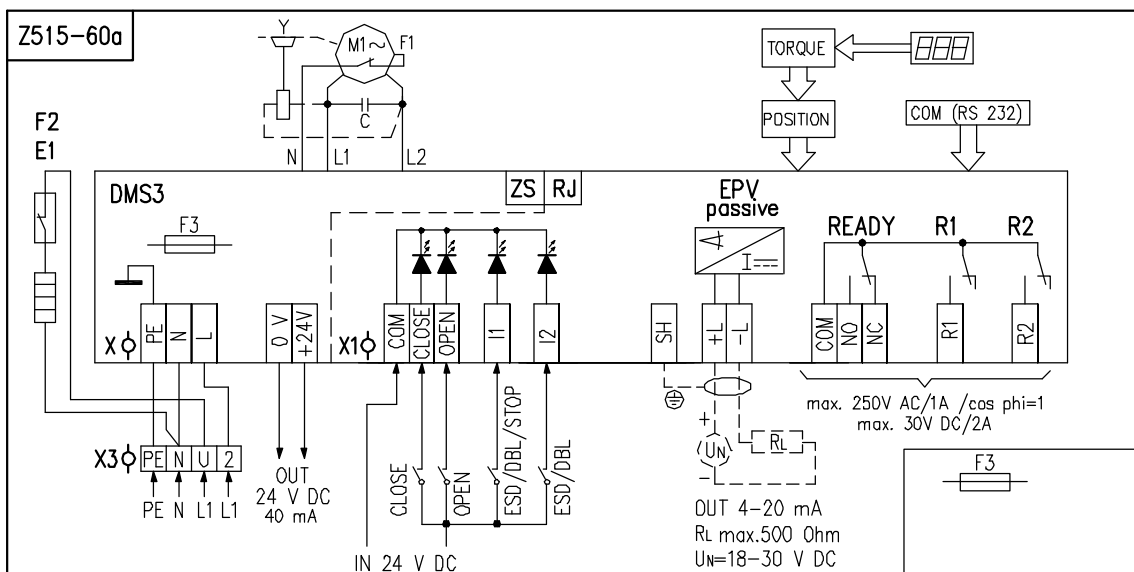 Z515-60a
Y
M1~
F1
C
N
L1
L2
TORQUE
POSITION
COM (RS 232)
F2
E1
DMS3
F3
ZS
RJ
EPV
passive
I
READY
R1
R2
X
PE
N
L
0 V
+24V
X1
COM
CLOSE
OPEN
I1
I2
SH
+L
-L
COM
NO
NC
R1
R2
max. 250V AC/1A /cos phi=1
max. 30V DC/2A
X3
PE
N
U
2
PE
N
L1
L1
OUT
24 V DC
40 mA
CLOSE
OPEN
ESD/DBL/STOP
ESD/DBL
IN 24 V DC
+
UN
-
RL
OUT 4-20 mA
RL max.500 Ohm
UN=18-30 V DC
F3